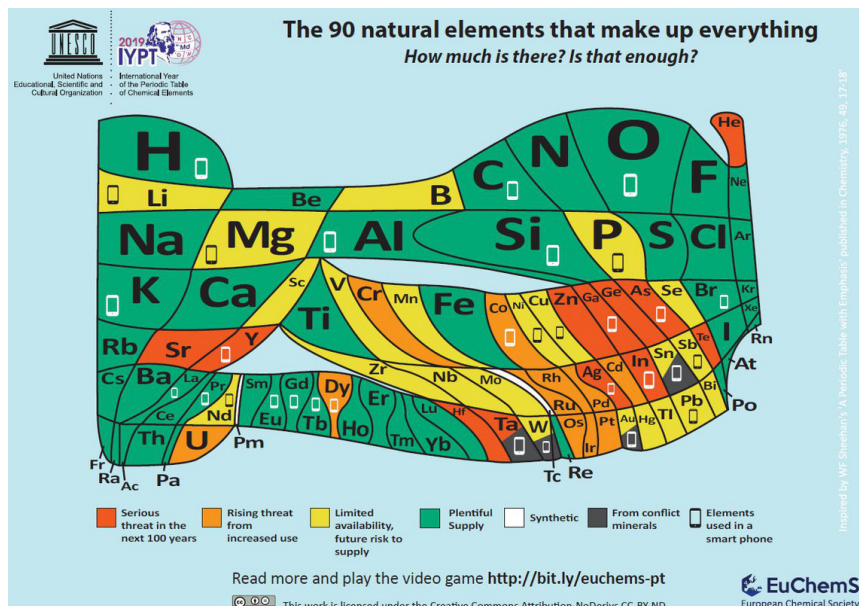 UNESCO
2019
IYPT
United Nations
Educational, Scientific and
Cultural Organization
International Year
of the Periodic Table
of Chemical Elements
The 90 natural elements that make up everything
How much is there? Is that enough?
H
He
Li
Be
B
C
N
O
F
Ne
Na
Mg
Al
Si
P
S
Cl
Ar
K
Ca
Sc
Ti
V
Cr
Mn
Fe
Co
Ni
Cu
Zn
Ga
Ge
As
Se
Br
Kr
Rb
Sr
Y
Zr
Nb
Mo
Tc
Ru
Rh
Pd
Ag
Cd
In
Sn
Sb
Te
I
Xe
Cs
Ba
La
Ce
Pr
Nd
Pm
Sm
Eu
Gd
Tb
Dy
Ho
Er
Tm
Yb
Lu
Hf
Ta
W
Re
Os
Ir
Pt
Au
Hg
Tl
Pb
Bi
Po
At
Rn
Fr
Ra
Ac
Th
Pa
U
Serious
threat in the
next 100 years
Rising threat
from
increased use
Limited
availability,
future risk to
supply
Plentiful
Supply
Synthetic
From conflict
minerals
Elements
used in a
smart phone
Read more and play the video game http://bit.ly/euchems-pt
This work is licensed under the Creative Commons Attribution-NoDerivs CC-BY-ND
EuChemS
European Chemical Society
Inspired by WF Sheehan's 'A Periodic Table with Emphasis' published in Chemistry, 1976, 49, 17-18'